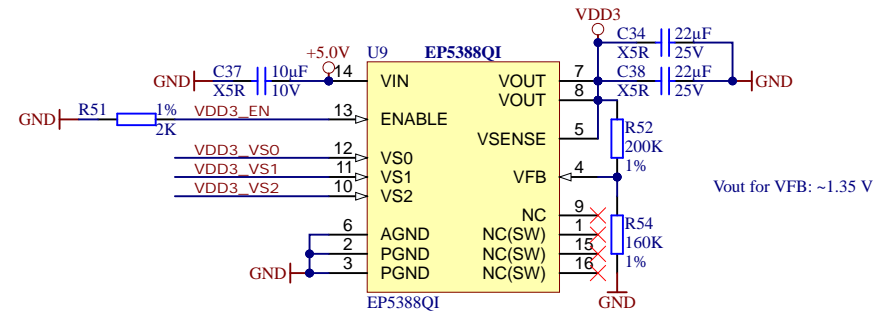 VDD3
+5.0V
U9
EP5388QI
C34
22µF
X5R
25V
C37
10µF
GND
X5R
10V
14
VIN
VOUT
7
C38
22µF
GND
X5R
25V
VOUT
8
R51
1%
GND
2K
VDD3_EN
13
ENABLE
VSENSE
5
R52
200K
1%
VDD3_VS0
12
VS0
VDD3_VS1
11
VS1
VFB
4
VDD3_VS2
10
VS2
Vout for VFB: ~1.35 V
NC
9
6
AGND
NC(SW)
1
R54
160K
1%
2
PGND
NC(SW)
15
GND
3
PGND
NC(SW)
16
EP5388QI
GND